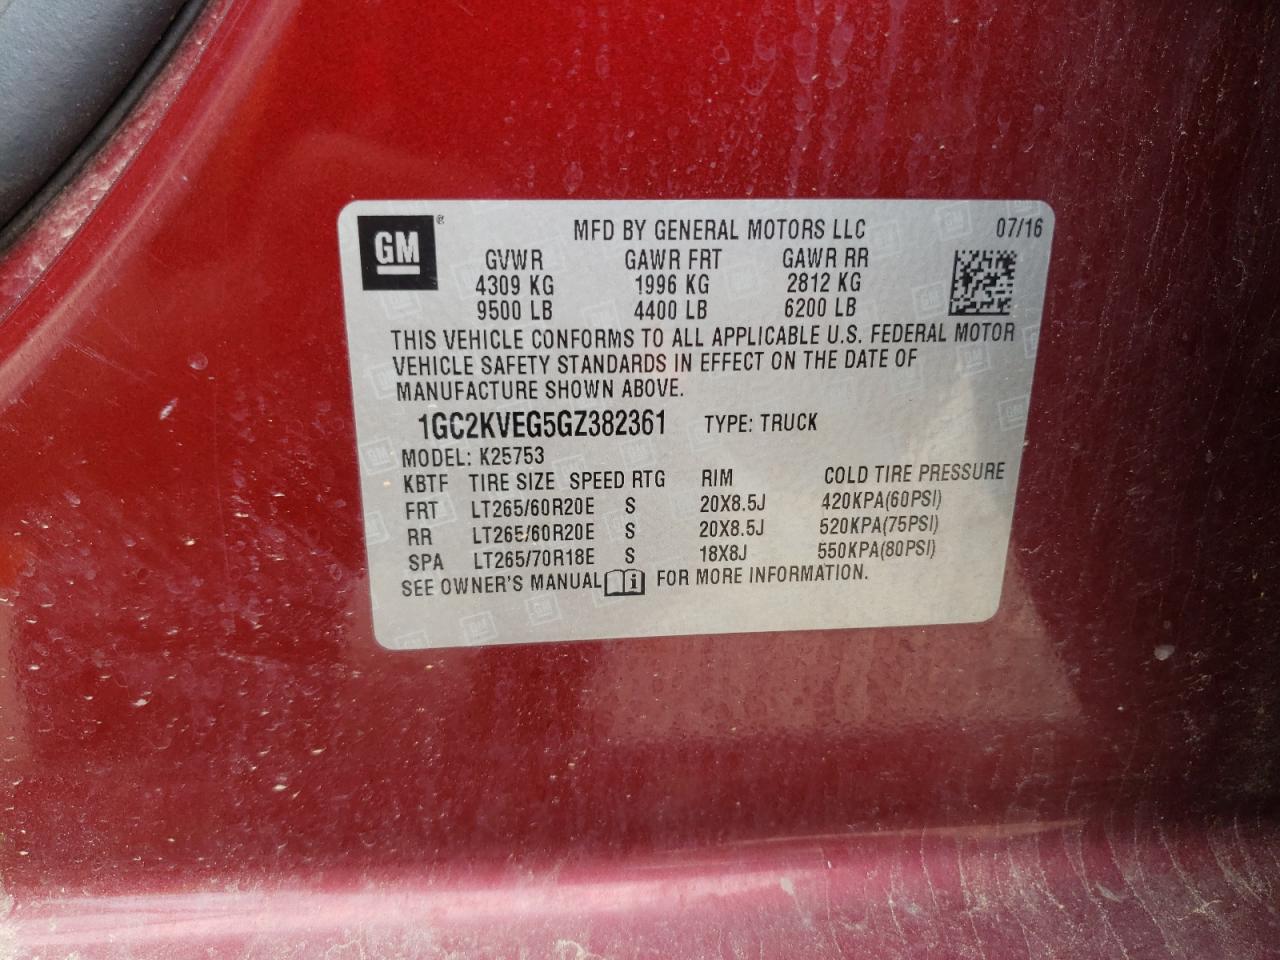 GM®
MFD BY GENERAL MOTORS LLC 07/16
GVWR GAWR FRT GAWR RR
4309 KG 1996 KG 2812 KG
9500 LB 4400 LB 6200 LB
THIS VEHICLE CONFORMS TO ALL APPLICABLE U.S. FEDERAL MOTOR
VEHICLE SAFETY STANDARDS IN EFFECT ON THE DATE OF
MANUFACTURE SHOWN ABOVE.
1GC2KVEG5GZ382361 TYPE: TRUCK
MODEL: K25753
KBTF TIRE SIZE SPEED RTG RIM COLD TIRE PRESSURE
FRT LT265/60R20E S 20X8.5J 420KPA(60PSI)
RR LT265/60R20E S 20X8.5J 520KPA(75PSI)
SPA LT265/70R18E S 18X8J 550KPA(80PSI)
SEE OWNER'S MANUAL FOR MORE INFORMATION.